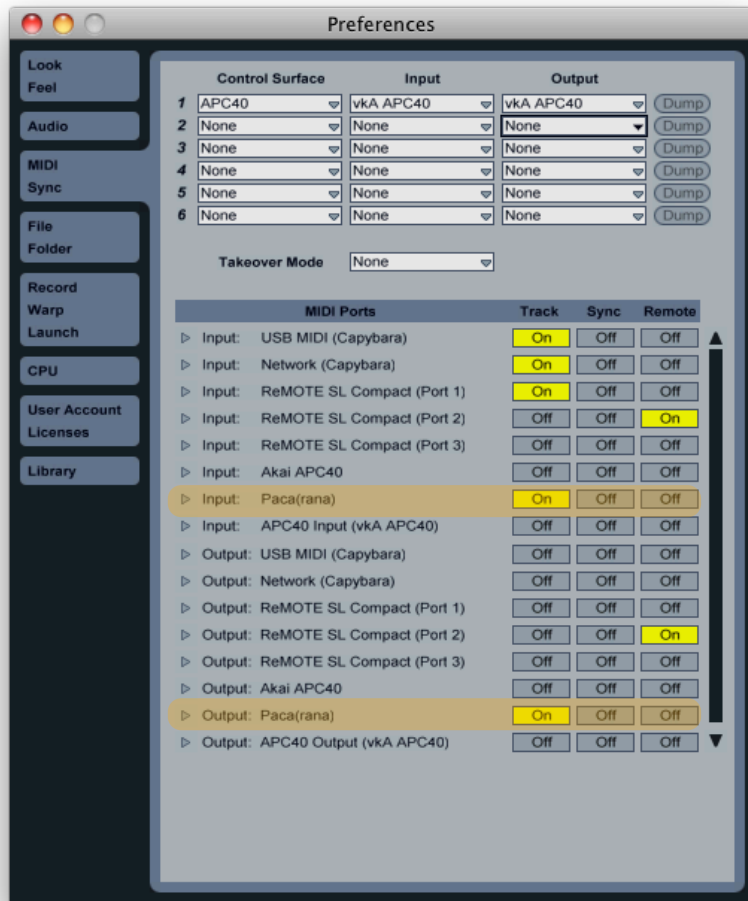 Preferences
Look
Feel
Audio
MIDI
Sync
File
Folder
Record
Warp
Launch
CPU
User Account
Licenses
Library
Control Surface Input Output
1 APC40 vkA APC40 vkA APC40 Dump
2 None None None Dump
3 None None None Dump
4 None None None Dump
5 None None None Dump
6 None None None Dump
Takeover Mode None
MIDI Ports Track Sync Remote
Input: USB MIDI (Capybara) On Off Off
Input: Network (Capybara) On Off Off
Input: ReMOTE SL Compact (Port 1) On Off Off
Input: ReMOTE SL Compact (Port 2) Off Off On
Input: ReMOTE SL Compact (Port 3) Off Off Off
Input: Akai APC40 Off Off Off
Input: Paca(rana) On Off Off
Input: APC40 Input (vkA APC40) Off Off Off
Output: USB MIDI (Capybara) Off Off Off
Output: Network (Capybara) Off Off Off
Output: ReMOTE SL Compact (Port 1) Off Off Off
Output: ReMOTE SL Compact (Port 2) Off Off On
Output: ReMOTE SL Compact (Port 3) Off Off Off
Output: Akai APC40 Off Off Off
Output: Paca(rana) On Off Off
Output: APC40 Output (vkA APC40) Off Off Off